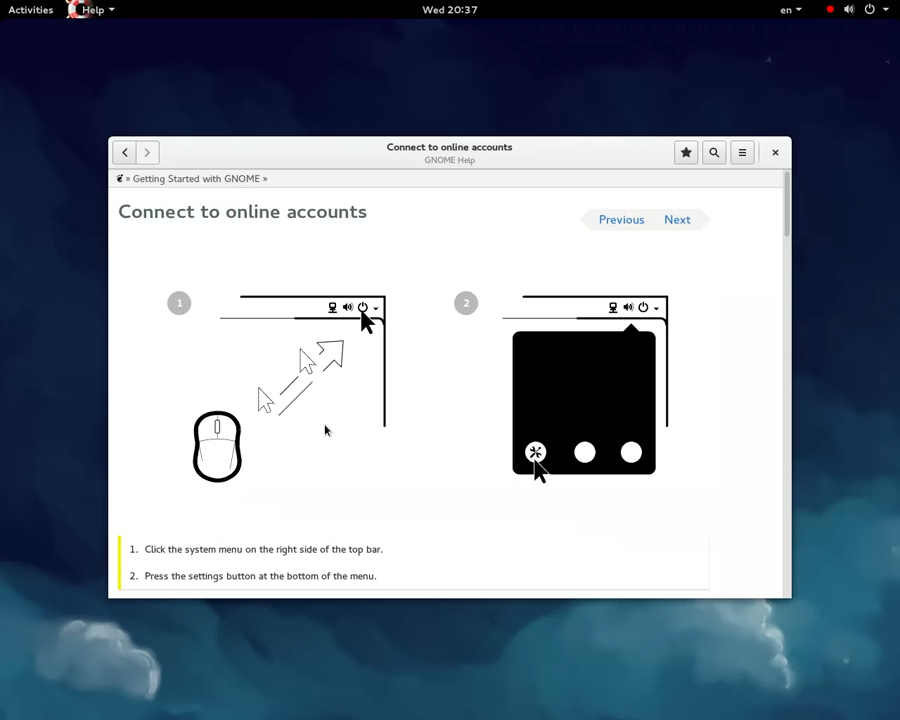 Activities Help Wed 20:37 en
Connect to online accounts
GNOME Help
» Getting Started with GNOME »
Connect to online accounts
Previous Next
1 2
1. Click the system menu on the right side of the top bar.
2. Press the settings button at the bottom of the menu.